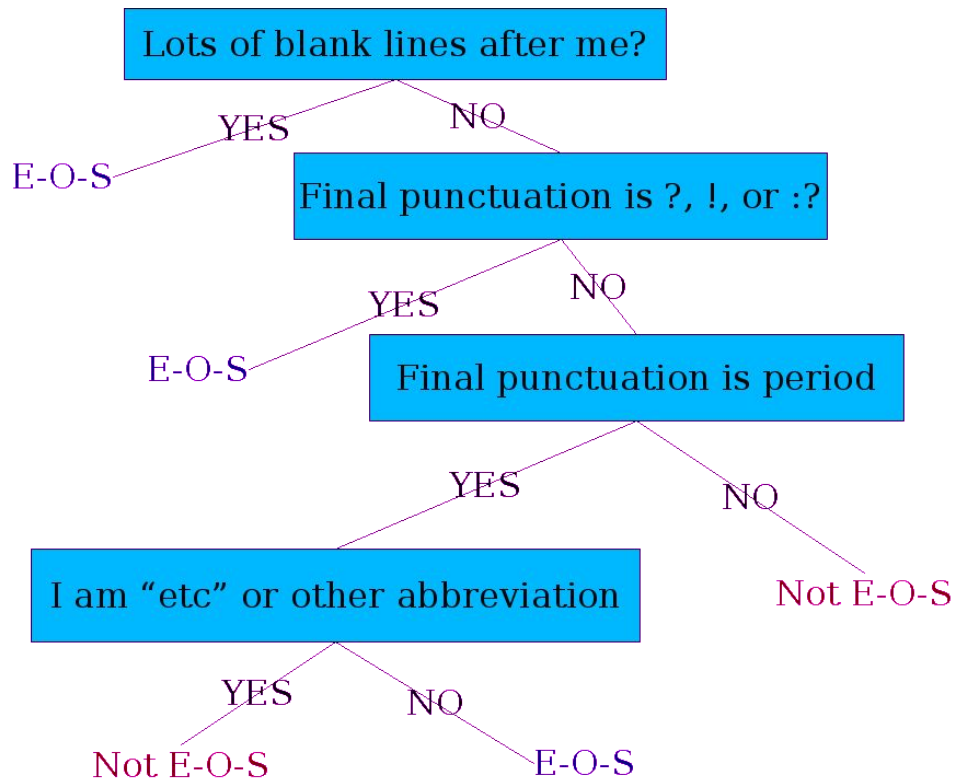 Lots of blank lines after me?
YES
NO
E-O-S
Final punctuation is ?, !, or :?
YES
NO
E-O-S
Final punctuation is period
YES
NO
I am “etc” or other abbreviation
Not E-O-S
YES
NO
Not E-O-S
E-O-S